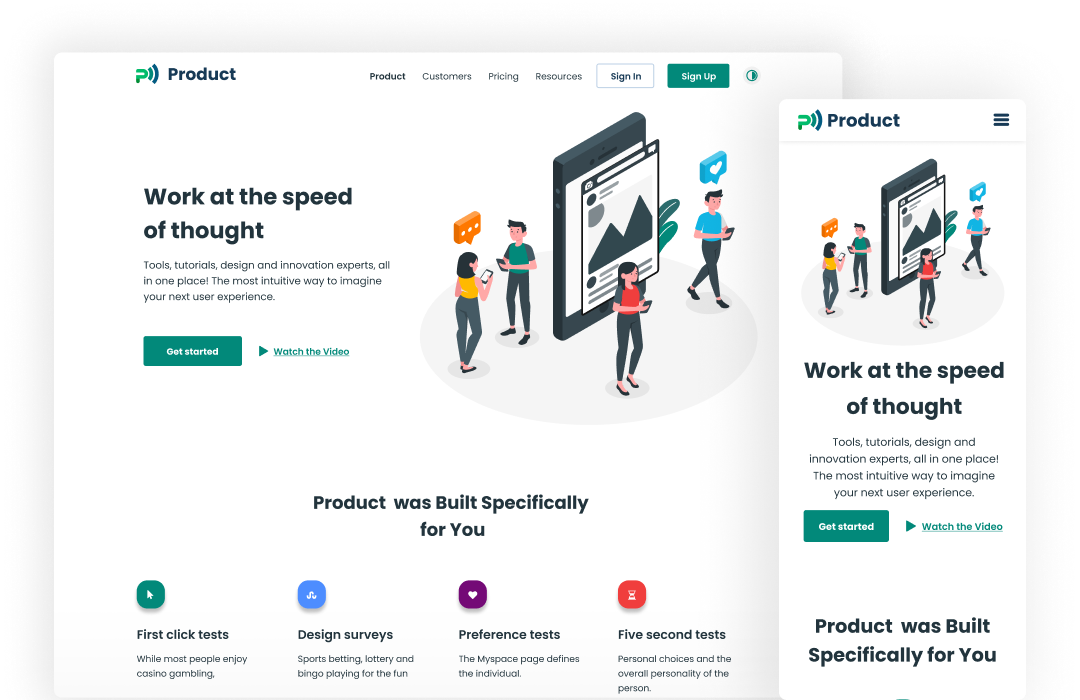 Product
Product Customers Pricing Resources Sign In Sign Up
Work at the speed
of thought
Tools, tutorials, design and innovation experts, all
in one place! The most intuitive way to imagine
your next user experience.
Get started Watch the Video
Product was Built Specifically
for You
First click tests
While most people enjoy
casino gambling,
Design surveys
Sports betting, lottery and
bingo playing for the fun
Preference tests
The Myspace page defines
the individual.
Five second tests
Personal choices and the
overall personality of the
person.
Product
Work at the speed
of thought
Tools, tutorials, design and
innovation experts, all in one place!
The most intuitive way to imagine
your next user experience.
Get started Watch the Video
Product was Built
Specifically for You